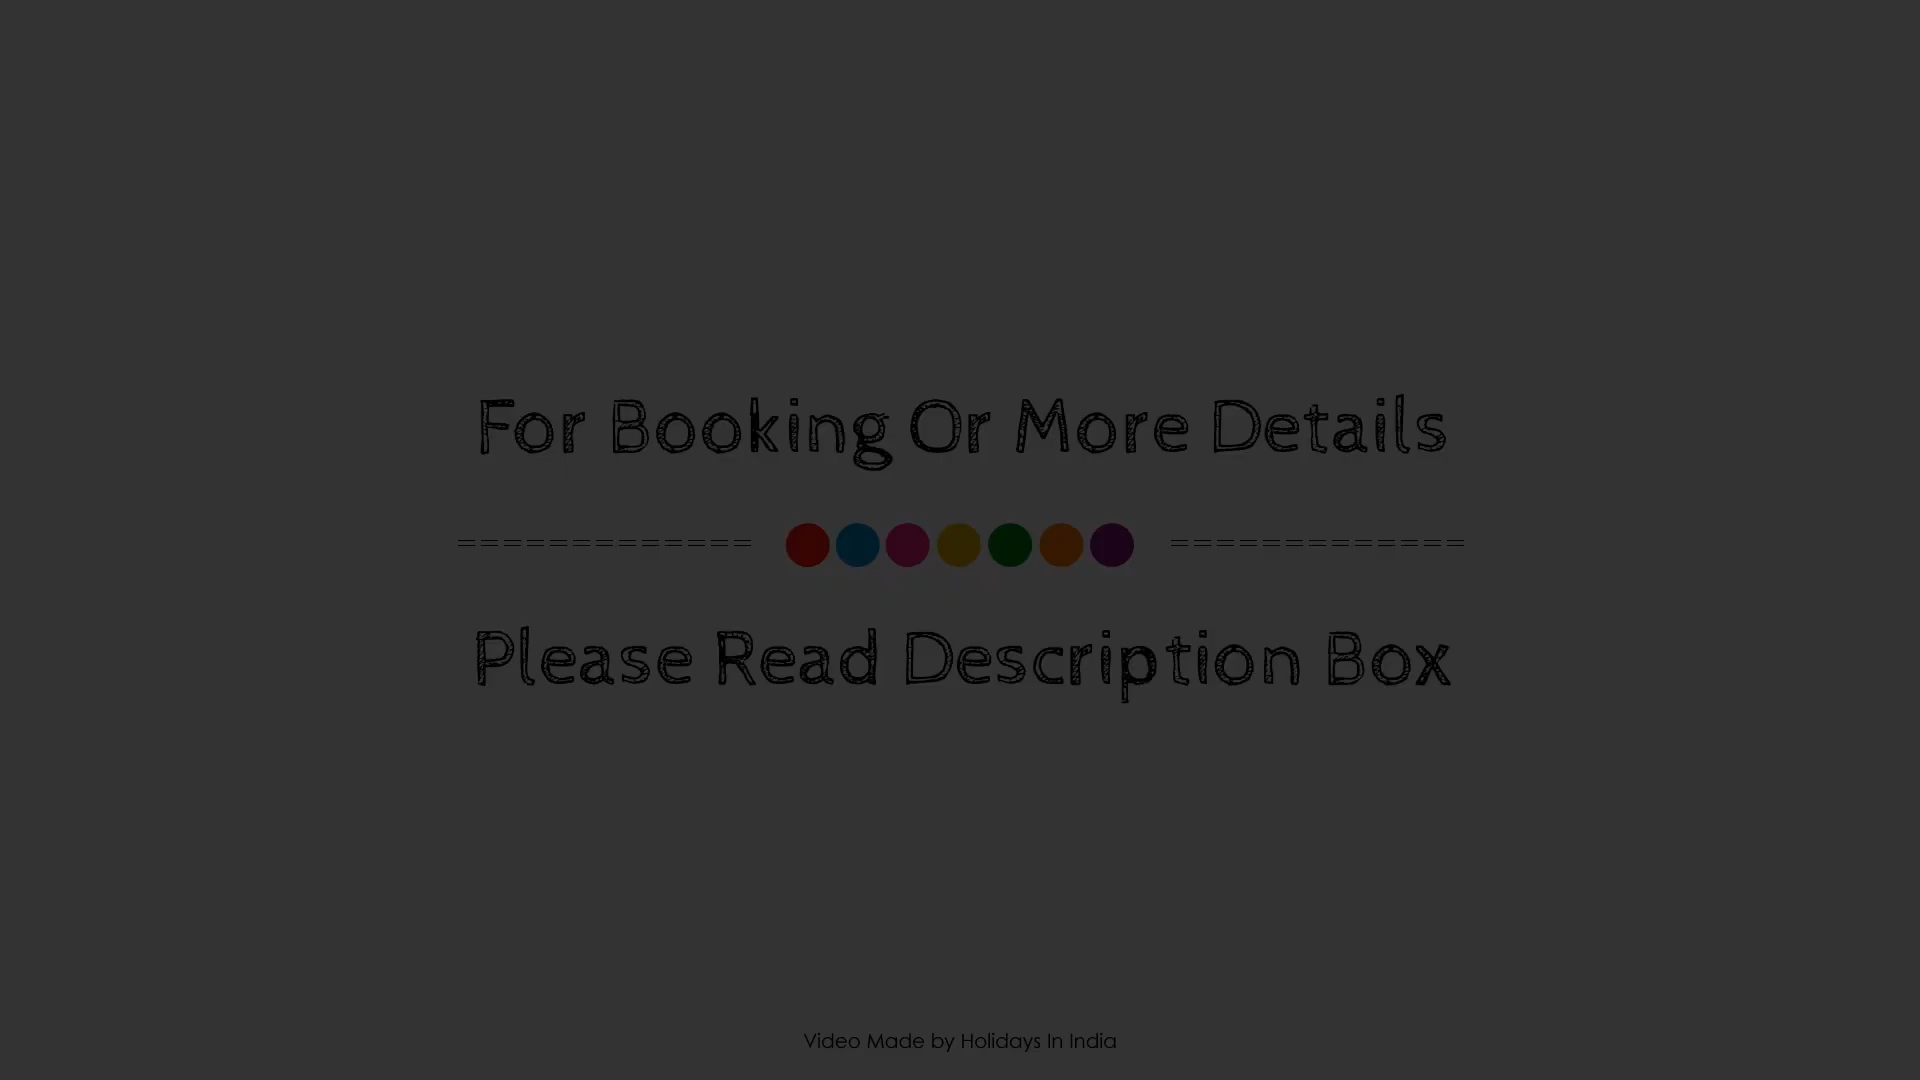 For Booking Or More Details
============= =============
Please Read Description Box
Video Made by Holidays In India